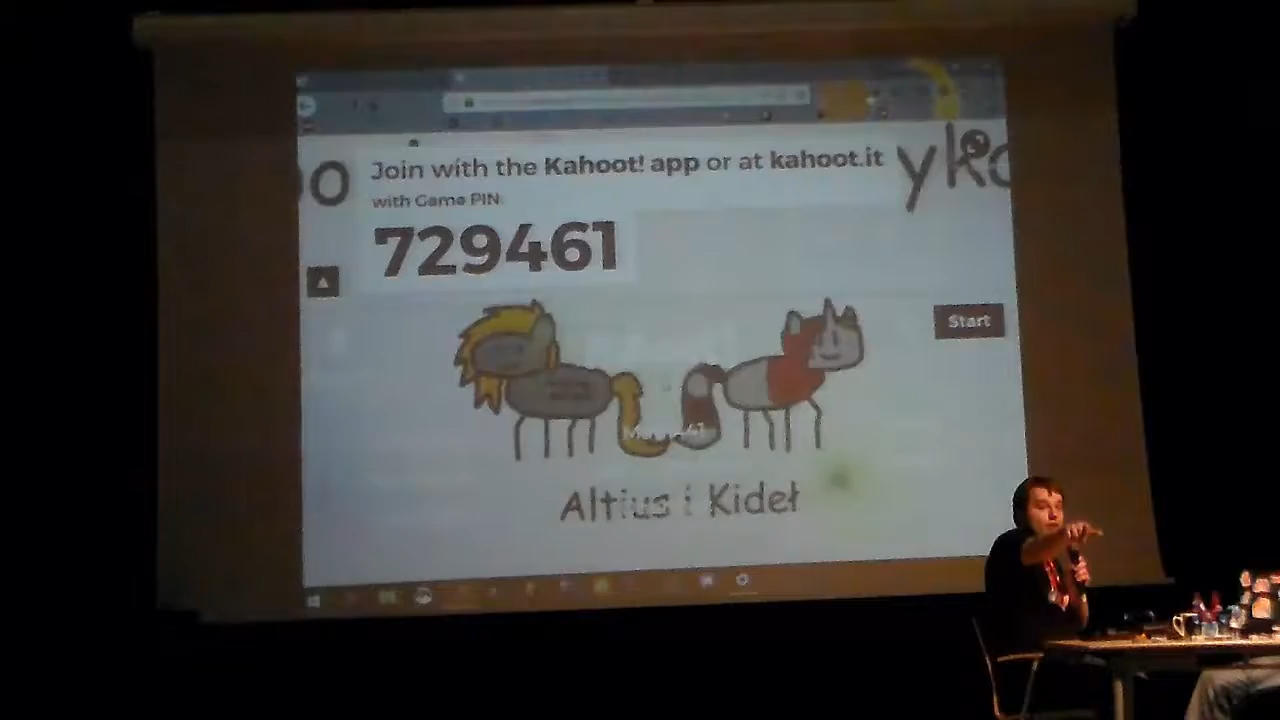 Join with the Kahoot! app or at kahoot.it
with Game PIN:
729461
Start
Altius i Kideł